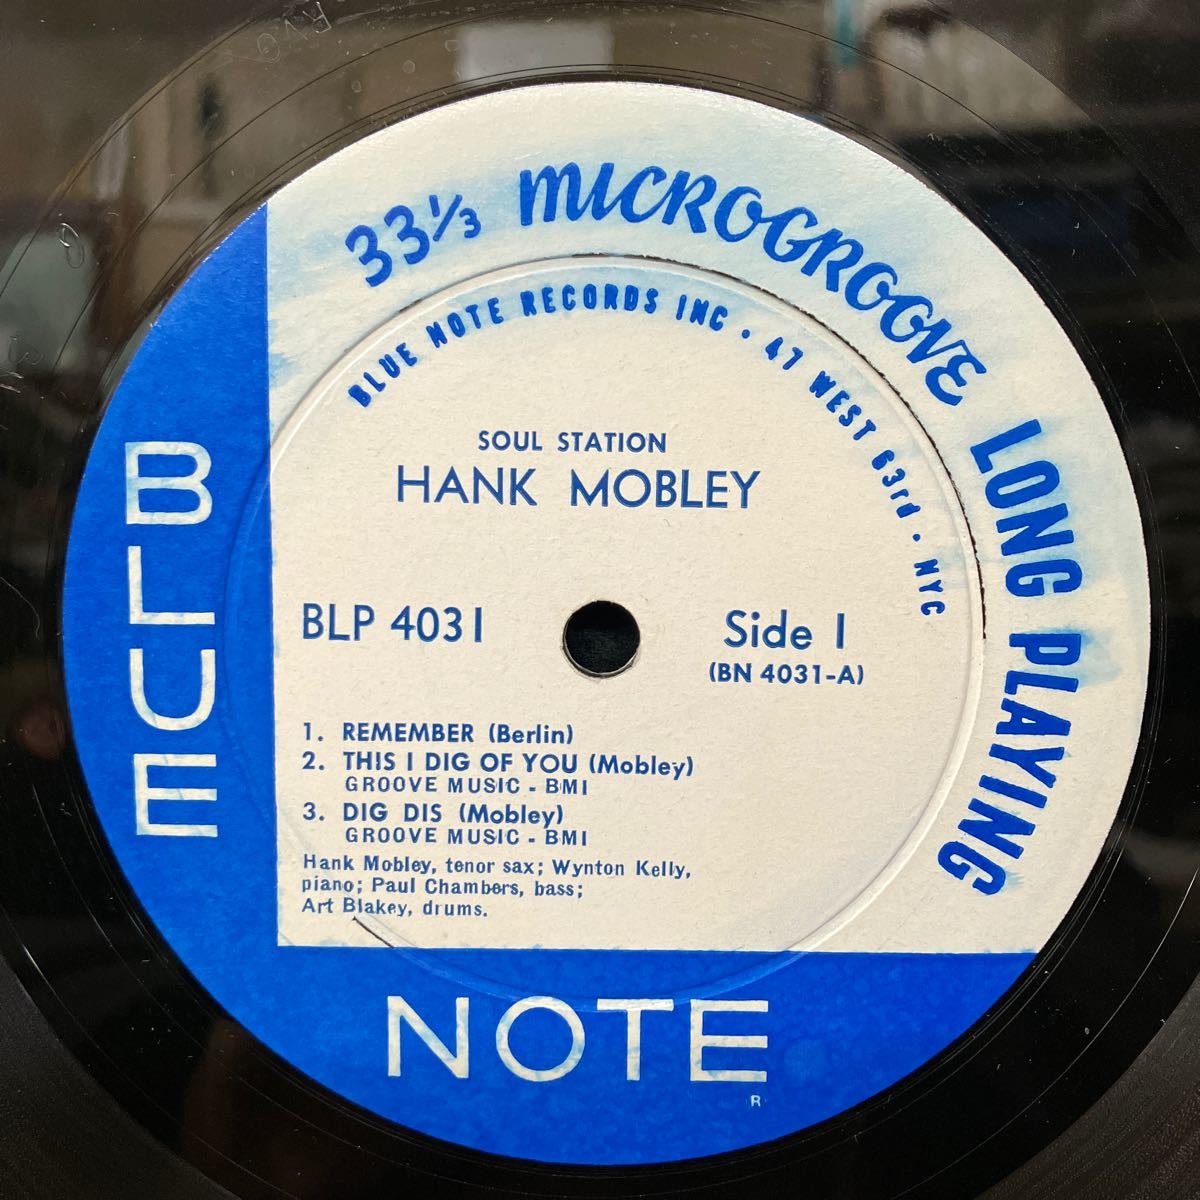 33⅓ MICROGROOVE LONG PLAYING
BLUE NOTE RECORDS INC • 47 WEST 63rd • NYC
SOUL STATION
HANK MOBLEY
BLP 4031
Side 1
(BN 4031-A)
1. REMEMBER (Berlin)
2. THIS I DIG OF YOU (Mobley)
GROOVE MUSIC - BMI
3. DIG DIS (Mobley)
GROOVE MUSIC - BMI
Hank Mobley, tenor sax; Wynton Kelly,
piano; Paul Chambers, bass;
Art Blakey, drums.
BLUE
NOTE
R
RVG